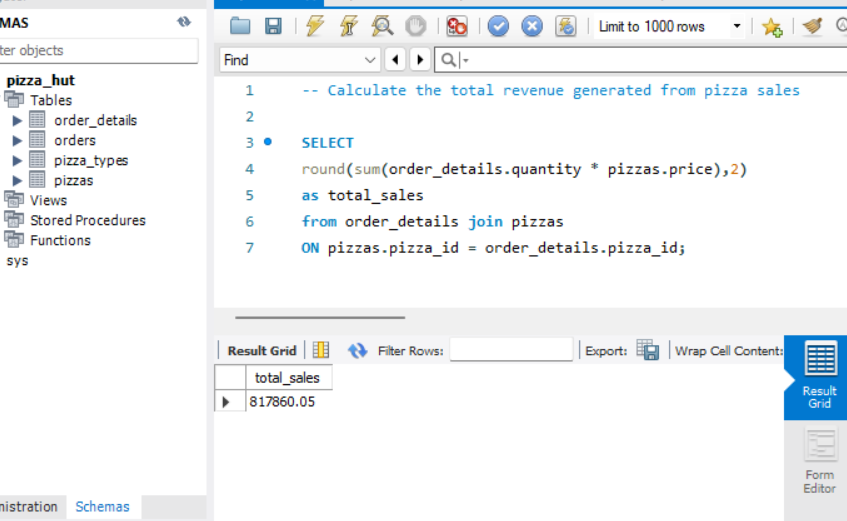 MAS
ter objects
pizza_hut
Tables
order_details
orders
pizza_types
pizzas
Views
Stored Procedures
Functions
sys
nistration Schemas
Limit to 1000 rows
Find
1 -- Calculate the total revenue generated from pizza sales
2
3 SELECT
4 round(sum(order_details.quantity * pizzas.price),2)
5 as total_sales
6 from order_details join pizzas
7 ON pizzas.pizza_id = order_details.pizza_id;
Result Grid Filter Rows: Export: Wrap Cell Content:
total_sales
817860.05
Result
Grid
Form
Editor